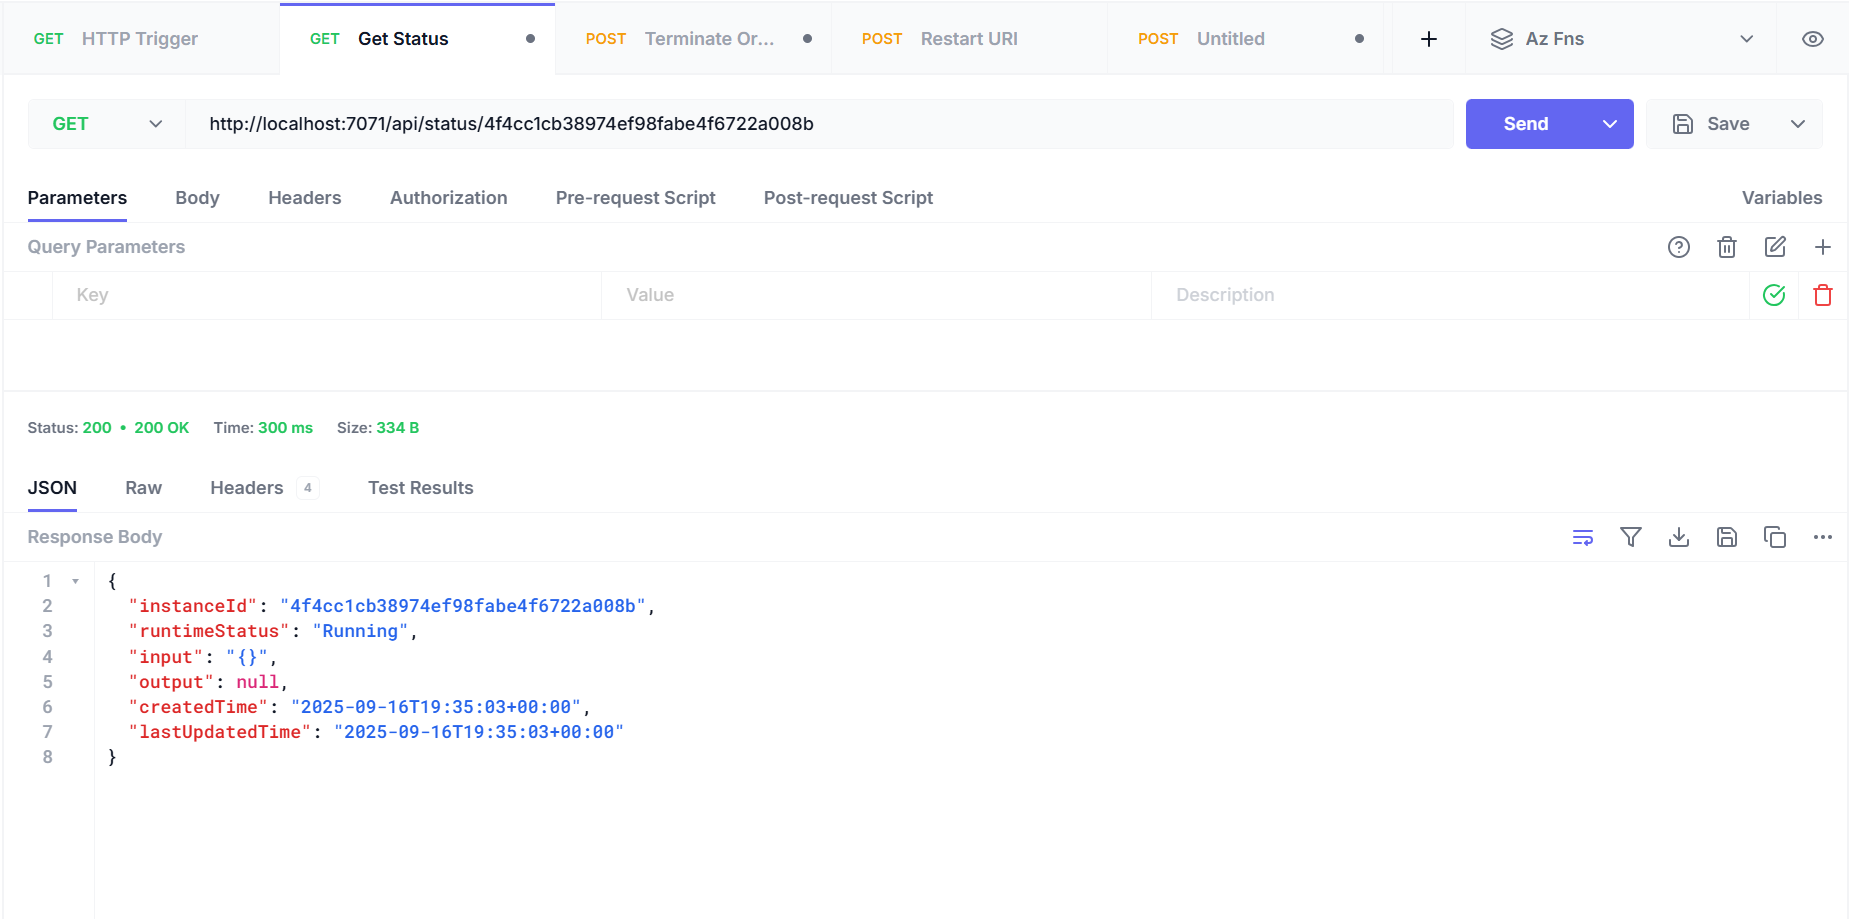 GET HTTP Trigger
GET Get Status
POST Terminate Or...
POST Restart URI
POST Untitled
Az Fns
GET http://localhost:7071/api/status/4f4cc1cb38974ef98fabe4f6722a008b Send Save
Parameters Body Headers Authorization Pre-request Script Post-request Script Variables
Query Parameters
Key Value Description
Status: 200 • 200 OK Time: 300 ms Size: 334 B
JSON Raw Headers 4 Test Results
Response Body
1 {
2 "instanceId": "4f4cc1cb38974ef98fabe4f6722a008b",
3 "runtimeStatus": "Running",
4 "input": "{}",
5 "output": null,
6 "createdTime": "2025-09-16T19:35:03+00:00",
7 "lastUpdatedTime": "2025-09-16T19:35:03+00:00"
8 }